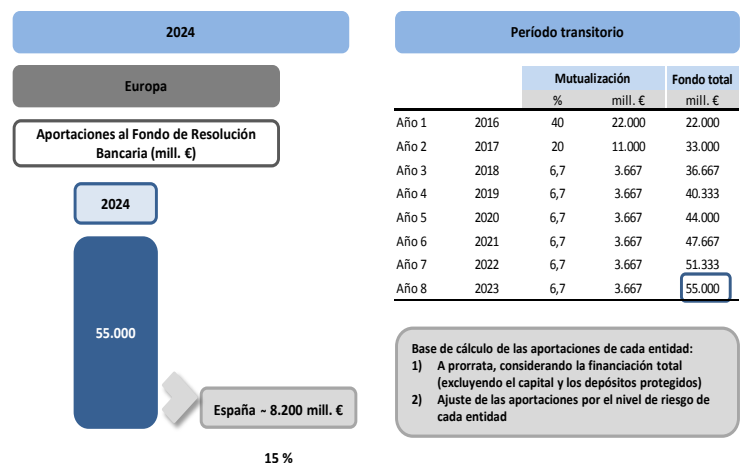 2024
Europa
Aportaciones al Fondo de Resolución
Bancaria (mill. €)
2024
55.000
España ~ 8.200 mill. €
15 %
Período transitorio
Mutualización Fondo total
% mill. € mill. €
Año 1 2016 40 22.000 22.000
Año 2 2017 20 11.000 33.000
Año 3 2018 6,7 3.667 36.667
Año 4 2019 6,7 3.667 40.333
Año 5 2020 6,7 3.667 44.000
Año 6 2021 6,7 3.667 47.667
Año 7 2022 6,7 3.667 51.333
Año 8 2023 6,7 3.667 55.000
Base de cálculo de las aportaciones de cada entidad:
1) A prorrata, considerando la financiación total
(excluyendo el capital y los depósitos protegidos)
2) Ajuste de las aportaciones por el nivel de riesgo de
cada entidad